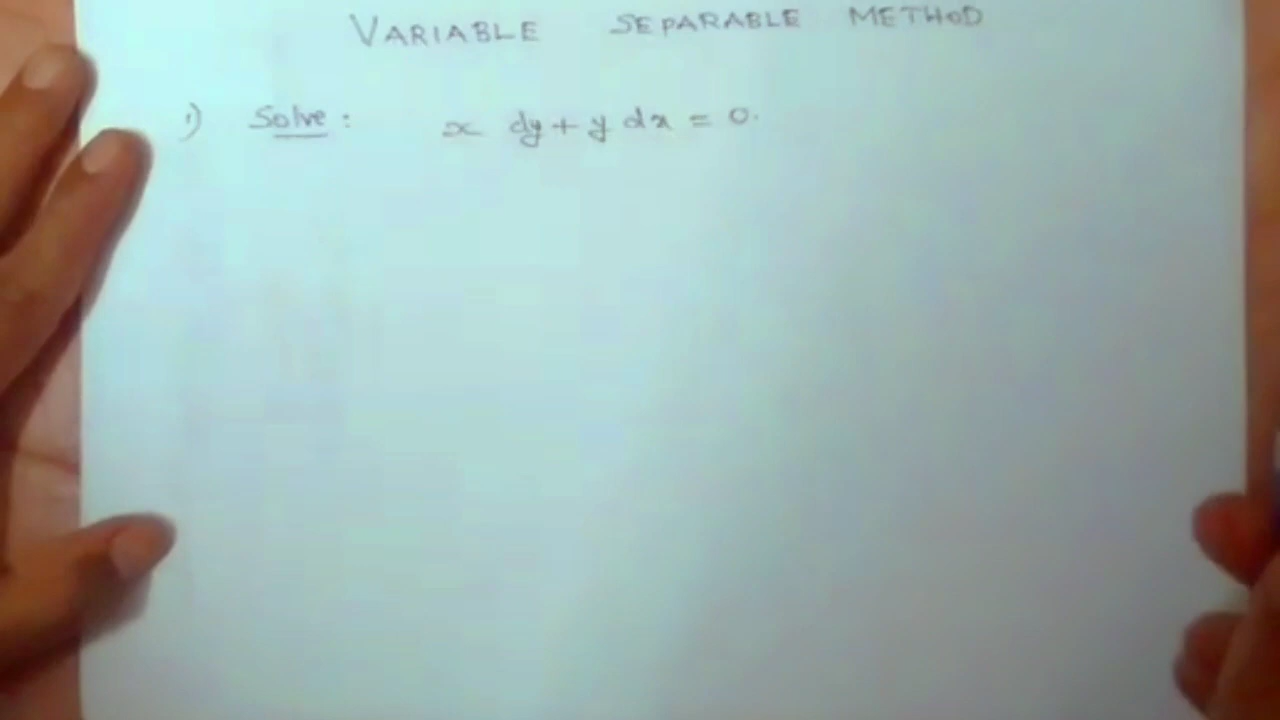 VARIABLE SEPARABLE METHOD
1) Solve : x dy + y dx = 0.